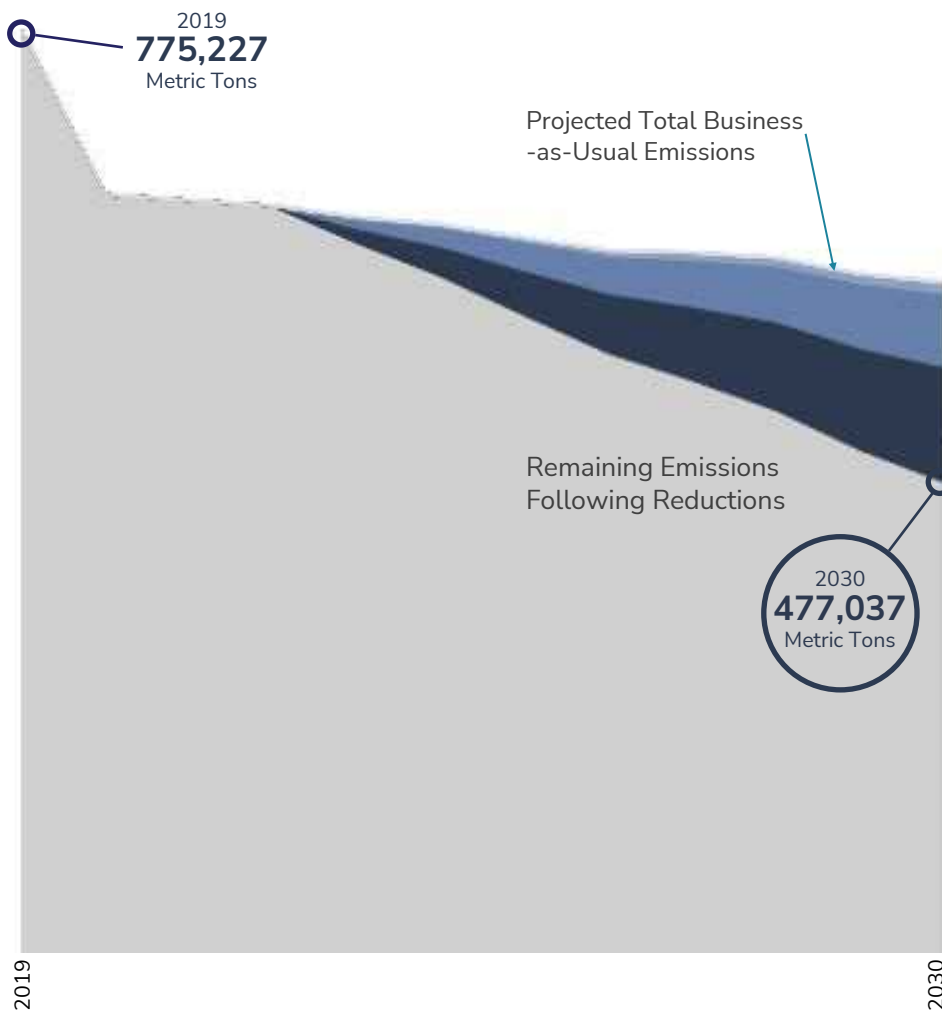 2019
775,227
Metric Tons
Projected Total Business
-as-Usual Emissions
Remaining Emissions
Following Reductions
2030
477,037
Metric Tons
2019
2030